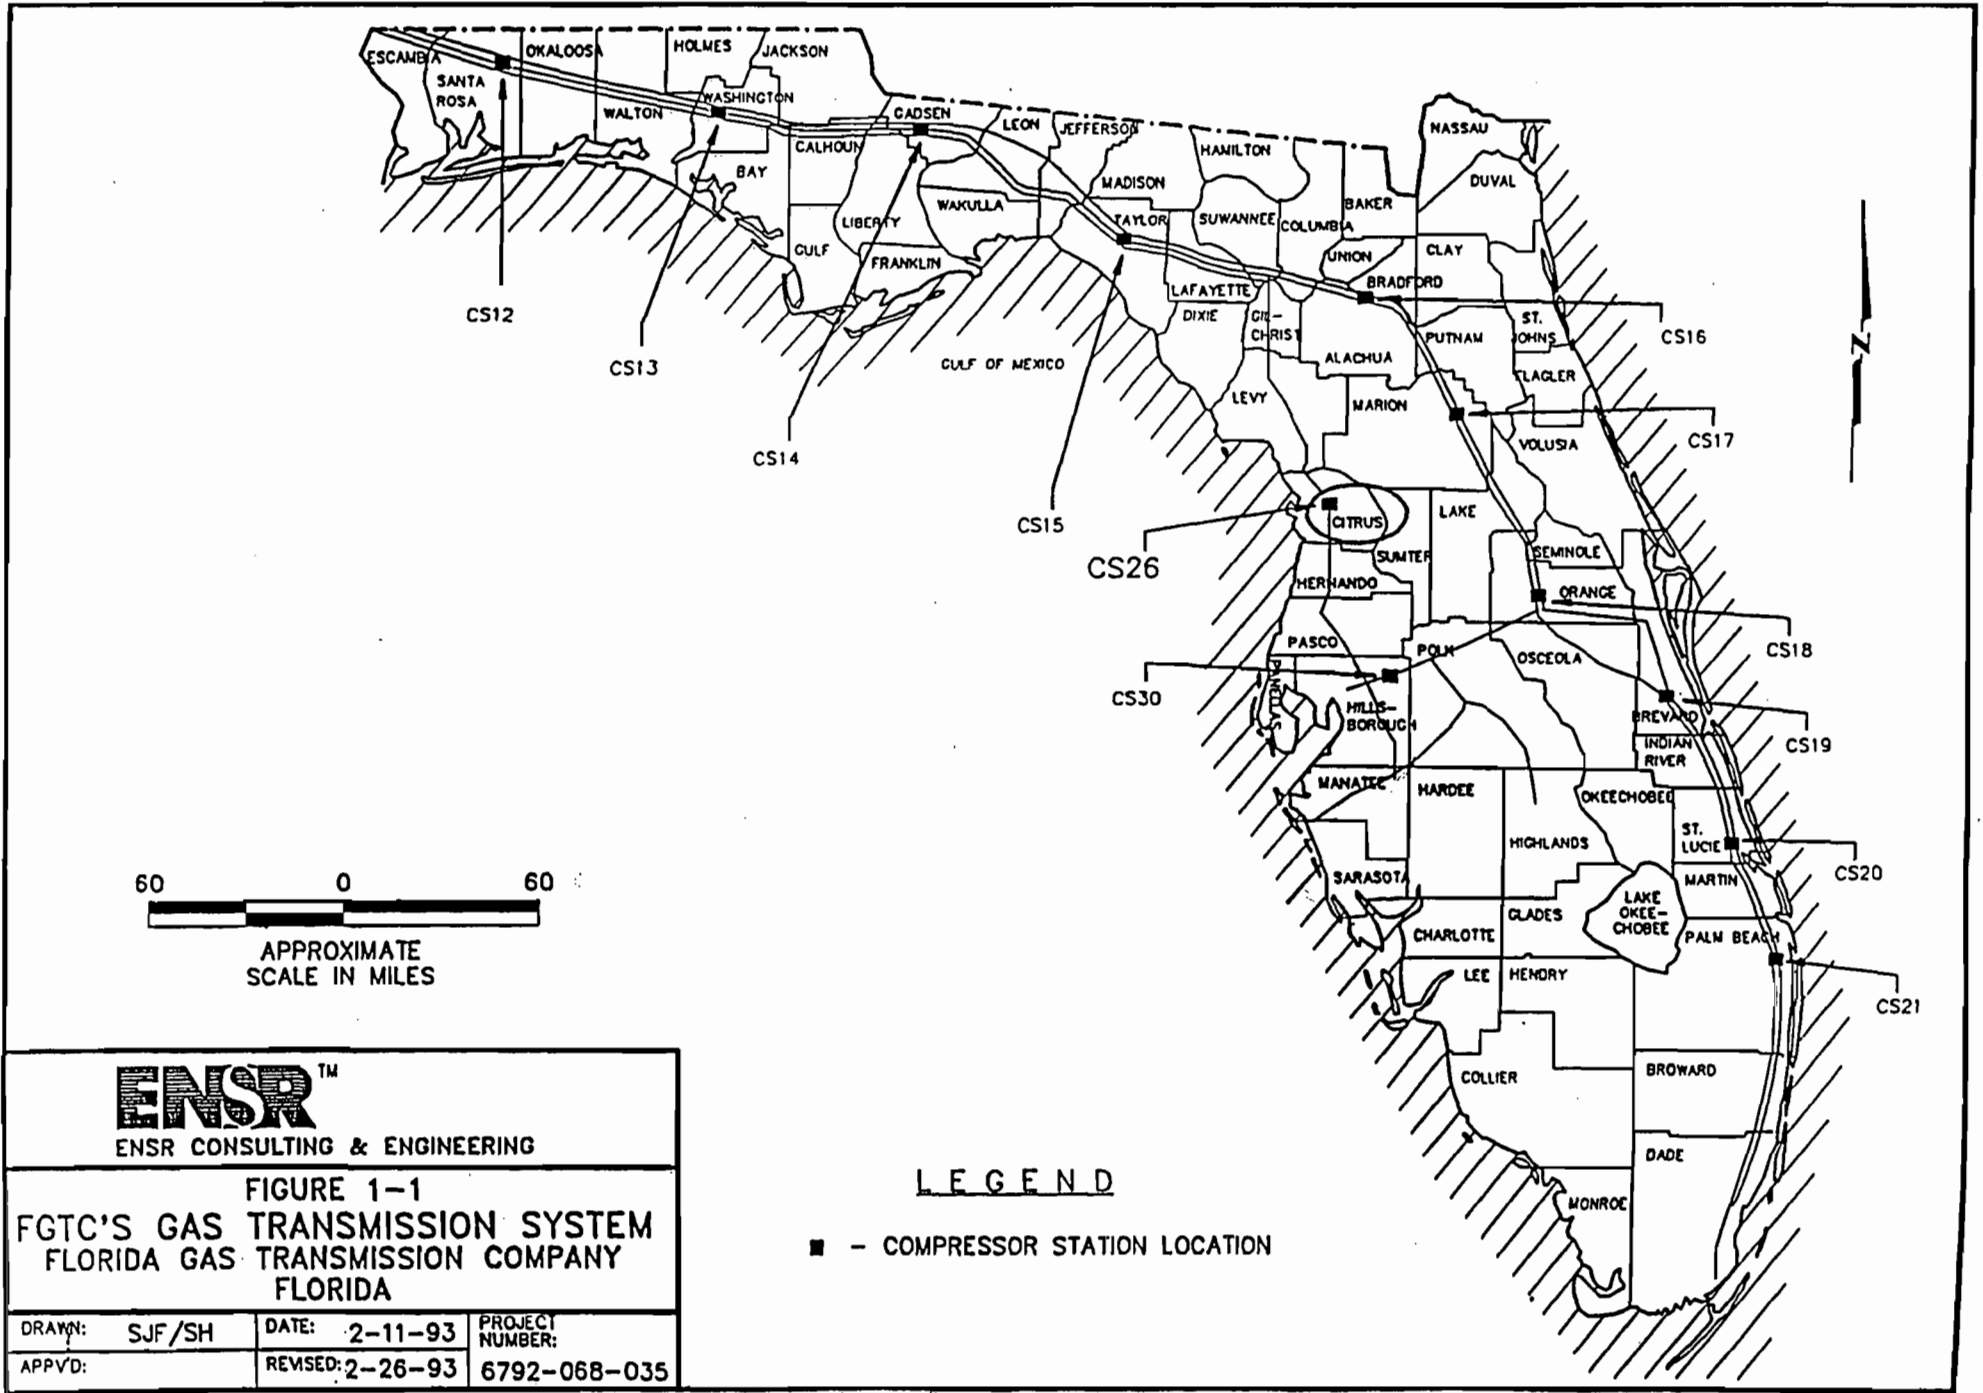 ESCAMBIA
SANTA
ROSA
OKALOOSA
WALTON
HOLMES
JACKSON
WASHINGTON
BAY
CALHOUN
GULF
LIBERTY
FRANKLIN
GADSEN
LEON
WAKULLA
JEFFERSON
MADISON
TAYLOR
HAMILTON
SUWANNEE
COLUMBIA
BAKER
NASSAU
DUVAL
UNION
CLAY
BRADFORD
LAFAYETTE
DIXIE
GIL-
CHRIST
ALACHUA
PUTNAM
ST.
JOHNS
FLAGLER
LEVY
MARION
VOLUSIA
CITRUS
LAKE
SUMTER
SEMINOLE
HERNANDO
ORANGE
PASCO
POLK
OSCEOLA
PANELLAS
HILLS-
BOROUGH
BREVARD
INDIAN
RIVER
MANATEE
HARDEE
OKEECHOBEE
HIGHLANDS
ST.
LUCIE
SARASOTA
MARTIN
LAKE
OKEE-
CHOBEE
GLADES
CHARLOTTE
PALM BEACH
LEE
HENDRY
COLLIER
BROWARD
DADE
MONROE
GULF OF MEXICO
N
CS12
CS13
CS14
CS15
CS16
CS17
CS26
CS18
CS30
CS19
CS20
CS21
60 0 60
APPROXIMATE
SCALE IN MILES
ENSR™
ENSR CONSULTING & ENGINEERING
FIGURE 1-1
FGTC'S GAS TRANSMISSION SYSTEM
FLORIDA GAS TRANSMISSION COMPANY
FLORIDA
DRAWN: SJF/SH
DATE: 2-11-93
PROJECT
NUMBER:
APPV'D:
REVISED: 2-26-93
6792-068-035
LEGEND
■ - COMPRESSOR STATION LOCATION